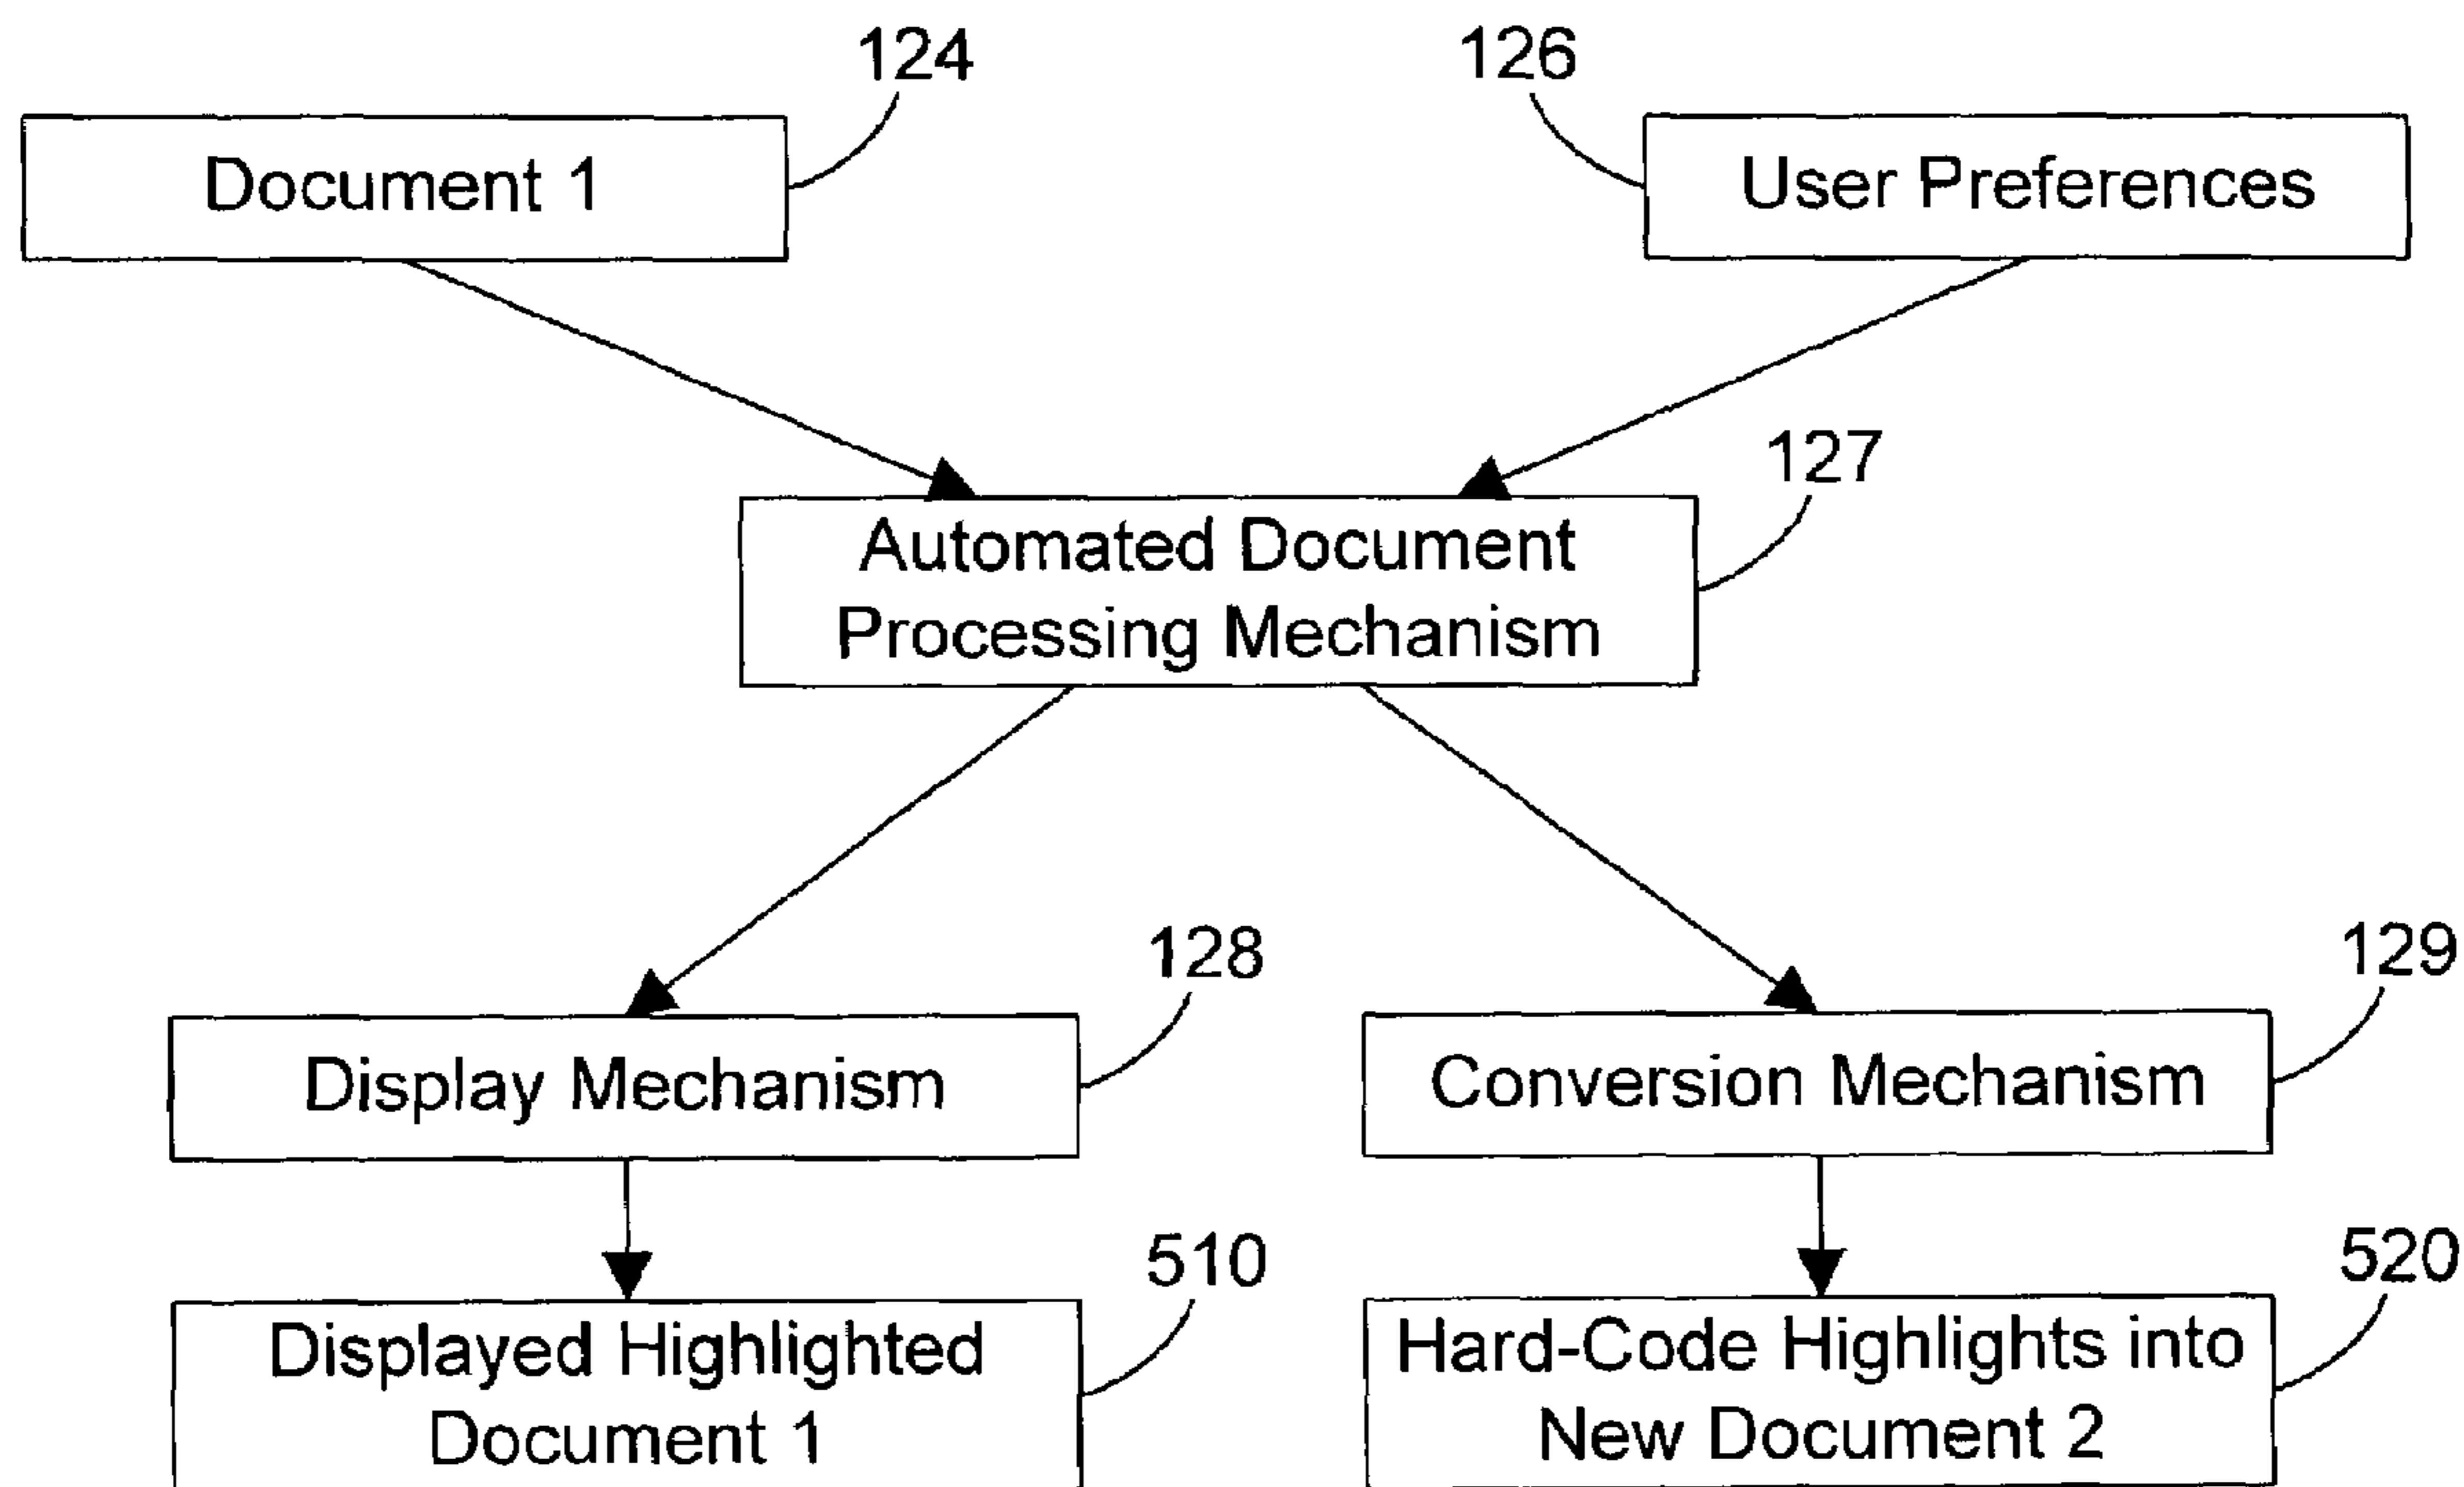 124
126
Document 1
User Preferences
127
Automated Document
Processing Mechanism
128
129
Display Mechanism
Conversion Mechanism
510
520
Displayed Highlighted
Document 1
Hard-Code Highlights into
New Document 2